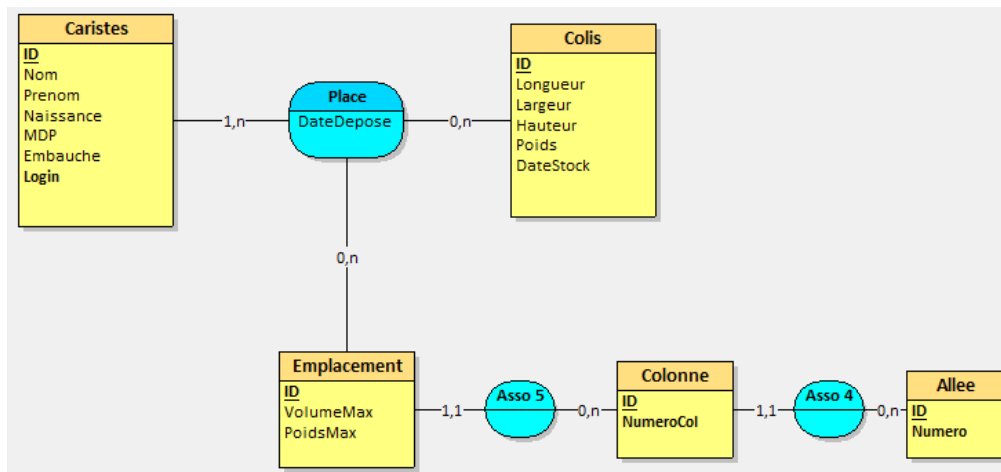 Caristes
ID
Nom
Prenom
Naissance
MDP
Embauche
Login
1,n
Place
DateDepose
0,n
Colis
ID
Longueur
Largeur
Hauteur
Poids
DateStock
0,n
Emplacement
ID
VolumeMax
PoidsMax
1,1
Asso 5
0,n
Colonne
ID
NumeroCol
1,1
Asso 4
0,n
Allee
ID
Numero